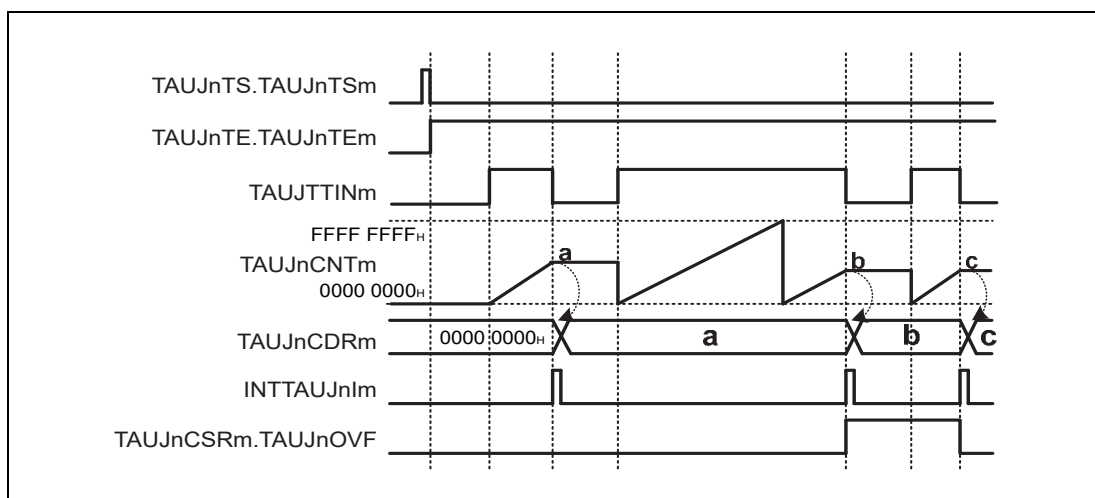 TAUJnTS.TAUJnTSm
TAUJnTE.TAUJnTEm
TAUJTTINm
FFFF FFFFH
TAUJnCNTm
0000 0000H
a
b
c
TAUJnCDRm
0000 0000H
a
b
c
INTTAUJnIm
TAUJnCSRm.TAUJnOVF